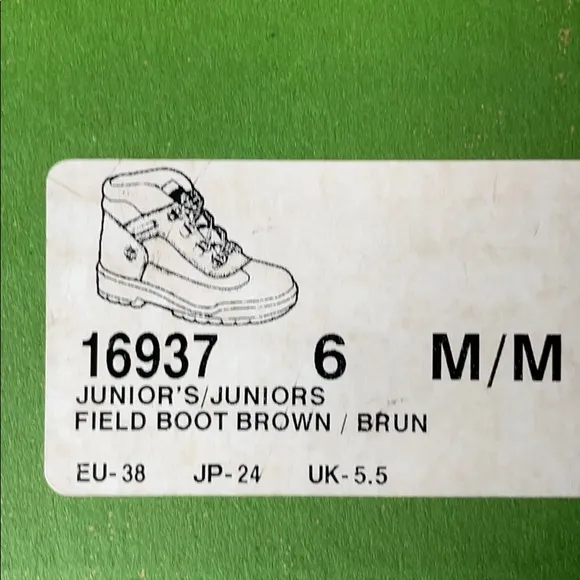 16937 6 M/M
JUNIOR'S/JUNIORS
FIELD BOOT BROWN / BRUN
EU-38 JP-24 UK-5.5